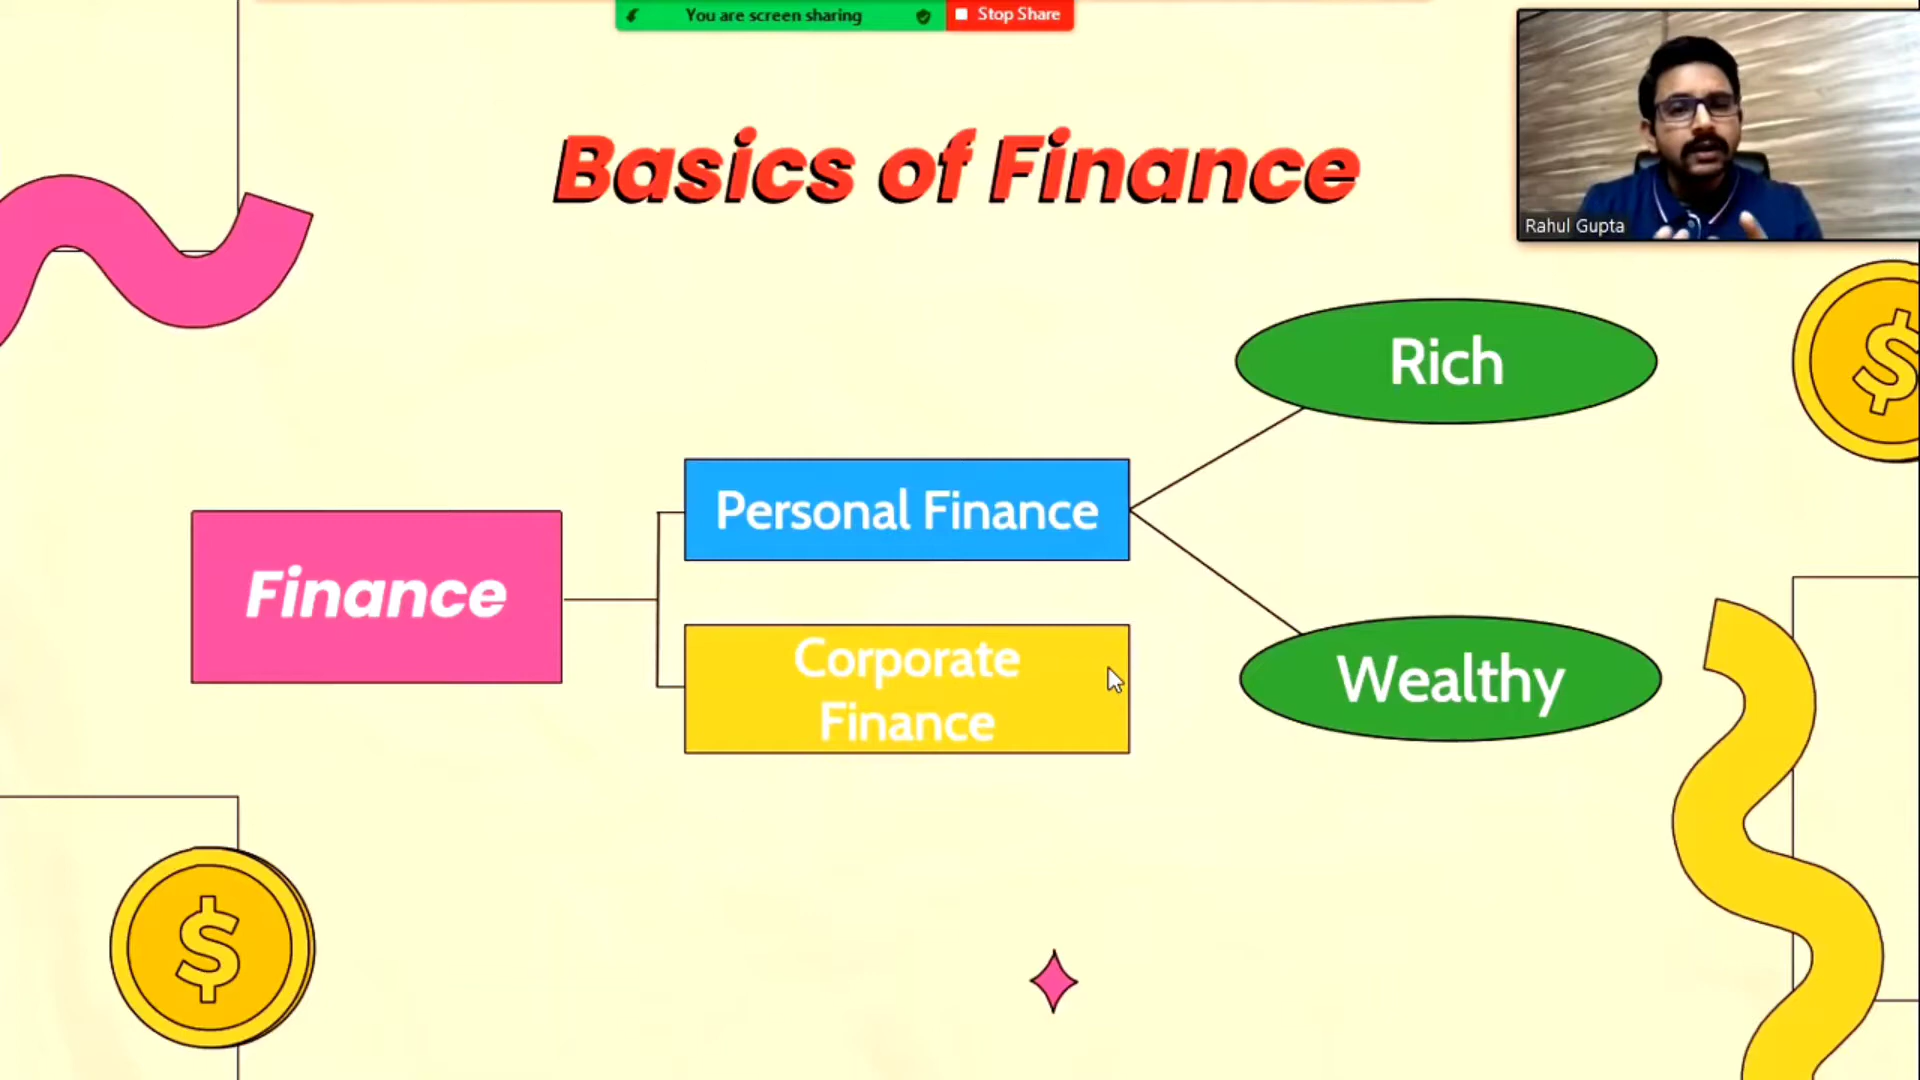 You are screen sharing
Stop Share
Basics of Finance
Rahul Gupta
Rich
Personal Finance
Finance
Corporate
Finance
Wealthy
$
$